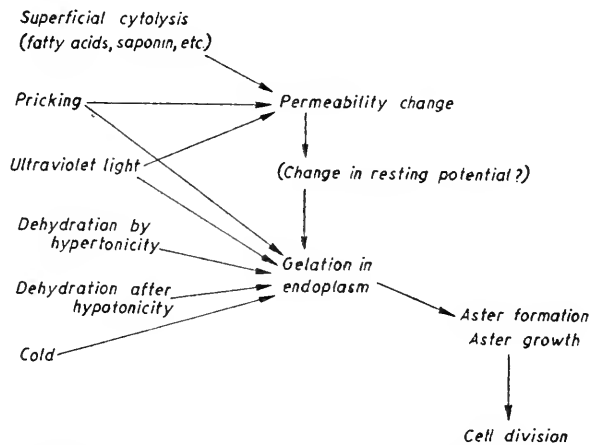 Superficial cytolysis
(fatty acids, saponin, etc)
Pricking
Permeability change
Ultraviolet light
(Change in resting potential?)
Dehydration by
hypertonicity
Gelation in
endoplasm
Dehydration after
hypotonicity
Aster formation
Aster growth
Cold
Cell division